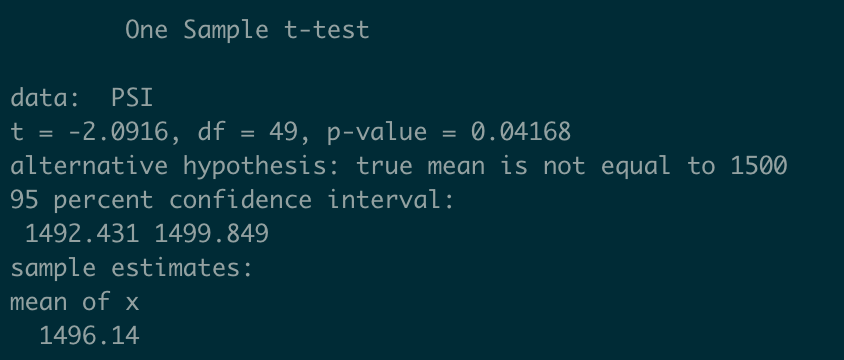 One Sample t-test
data:  PSI
t = -2.0916, df = 49, p-value = 0.04168
alternative hypothesis: true mean is not equal to 1500
95 percent confidence interval:
1492.431 1499.849
sample estimates:
mean of x
1496.14